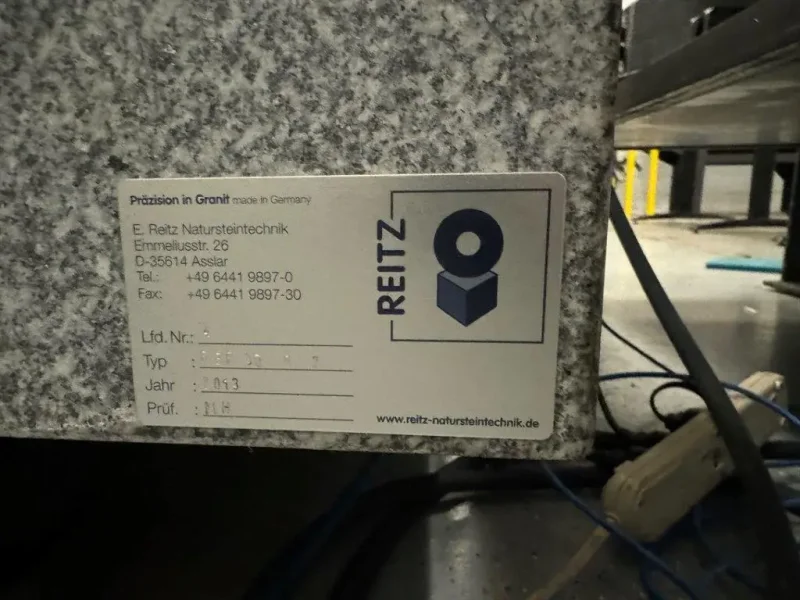 Präzision in Granit made in Germany
E. Reitz Natursteintechnik
Emmeliusstr. 26
D-35614 Asslar
Tel.: +49 6441 9897-0
Fax: +49 6441 9897-30
Lfd. Nr.:
Typ :
Jahr :
Prüf. : MH
REITZ
www.reitz-natursteintechnik.de